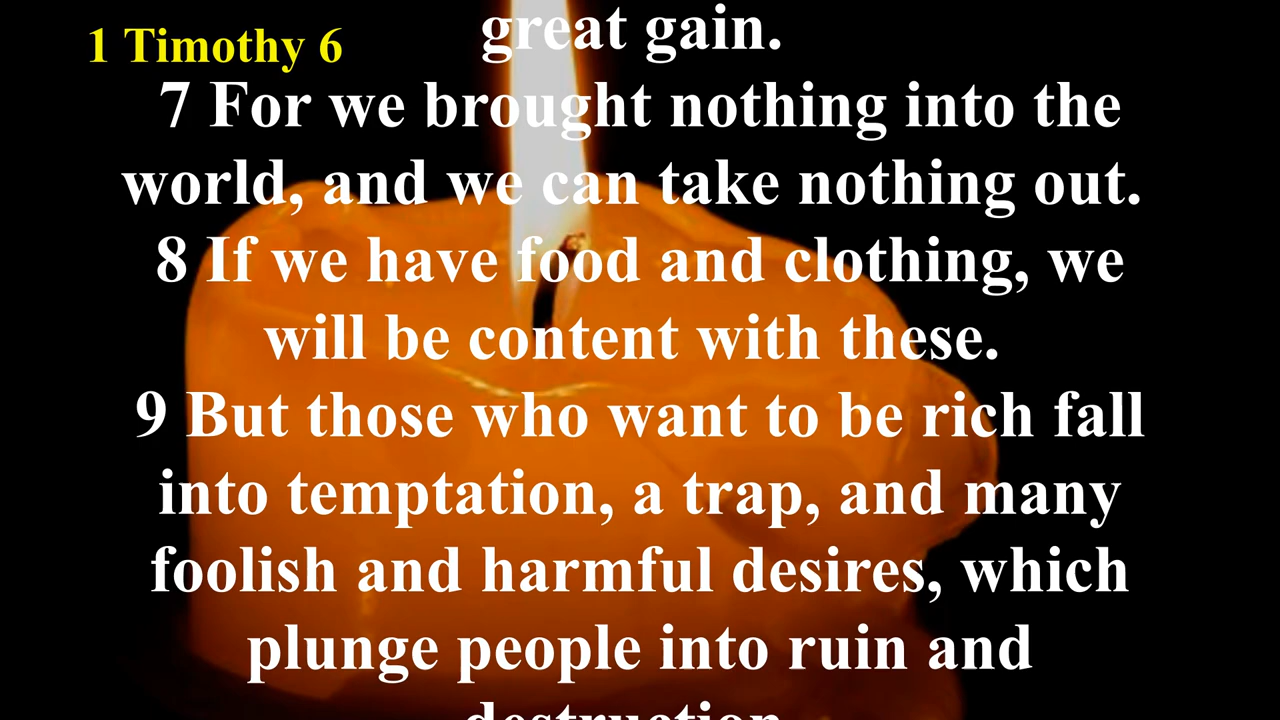 1 Timothy 6
great gain.
7 For we brought nothing into the
world, and we can take nothing out.
8 If we have food and clothing, we
will be content with these.
9 But those who want to be rich fall
into temptation, a trap, and many
foolish and harmful desires, which
plunge people into ruin and
destruction